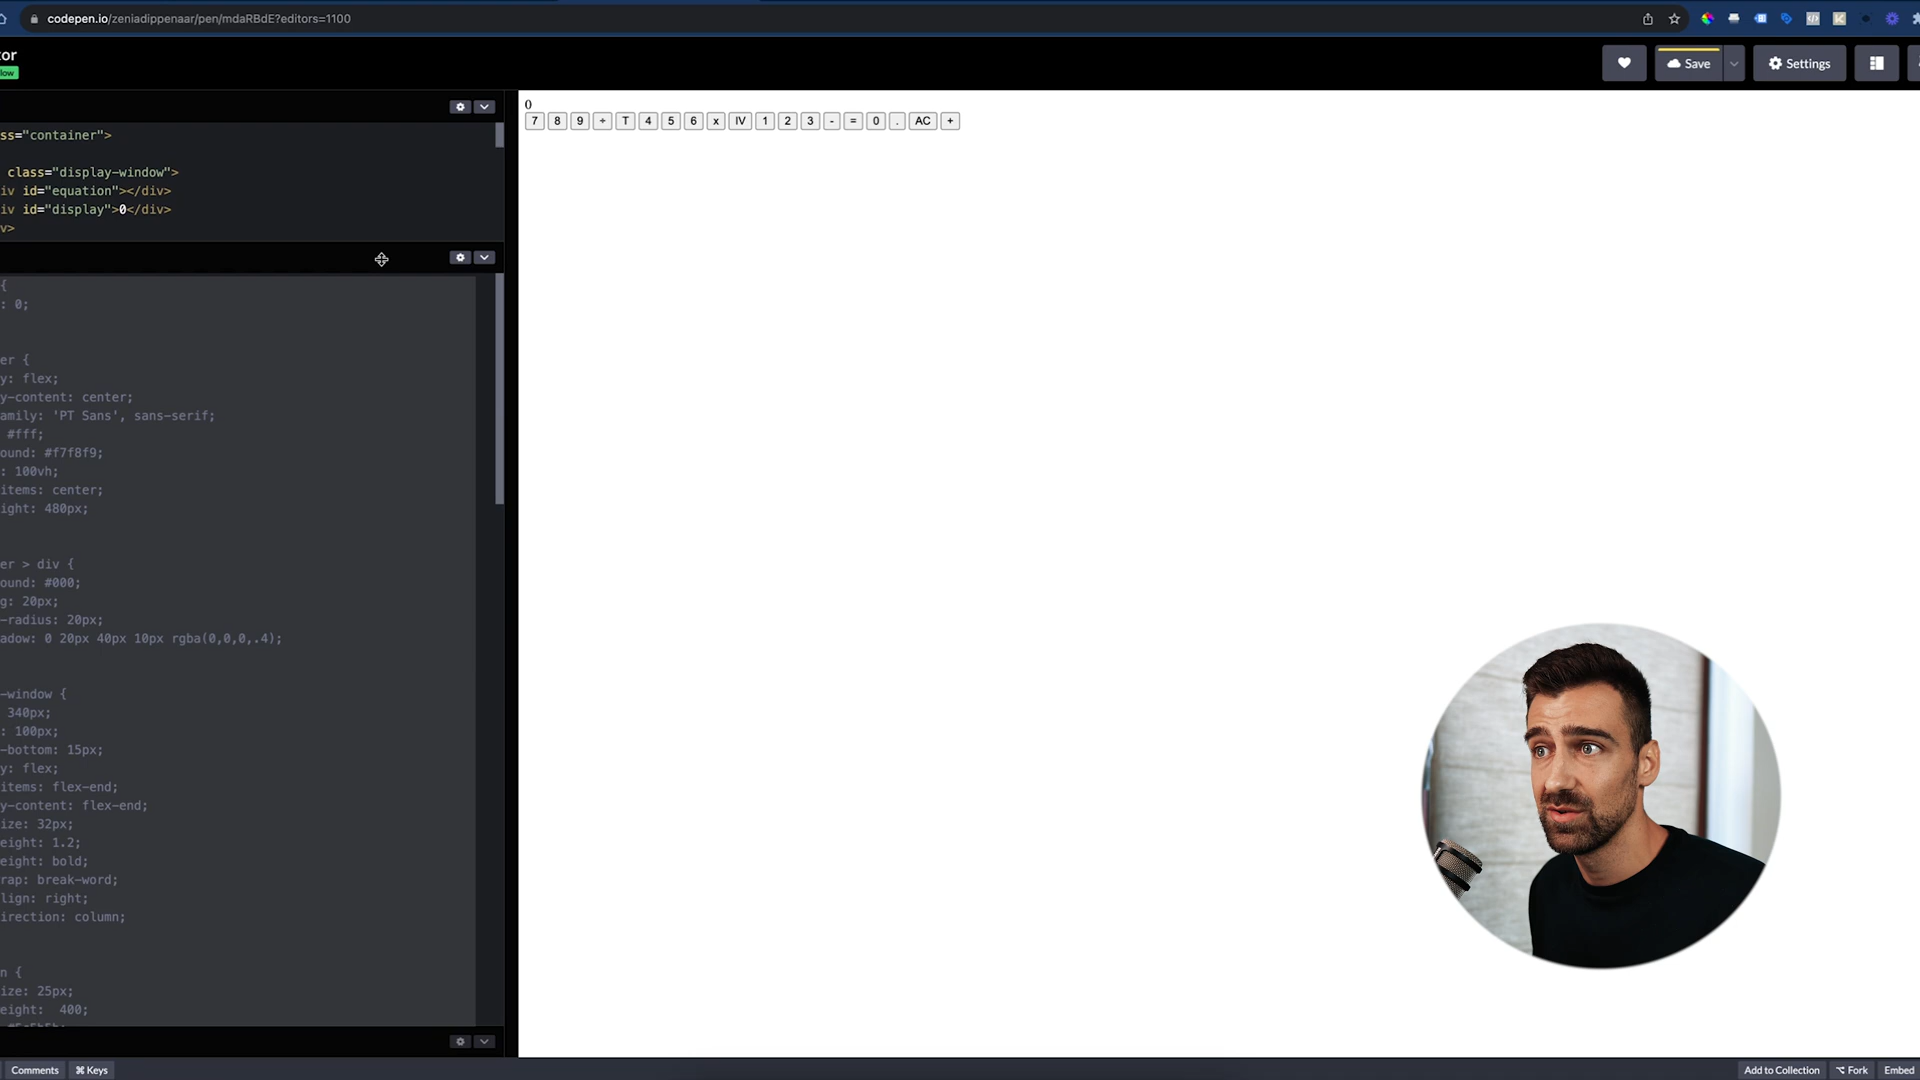 codepen.io/zeniadippenaar/pen/mdaRBdE?editors=1100
tor
low
Save
Settings
ss="container">
class="display-window">
iv id="equation"></div>
iv id="display">0</div>
v>
{
: 0;
er {
y: flex;
y-content: center;
amily: 'PT Sans', sans-serif;
#fff;
ound: #f7f8f9;
: 100vh;
items: center;
ight: 480px;
er > div {
ound: #000;
g: 20px;
-radius: 20px;
adow: 0 20px 40px 10px rgba(0,0,0,.4);
-window {
340px;
: 100px;
-bottom: 15px;
y: flex;
items: flex-end;
y-content: flex-end;
ize: 32px;
eight: 1.2;
eight: bold;
rap: break-word;
lign: right;
irection: column;
n {
ize: 25px;
eight:  400;
0
7 8 9 ÷ T 4 5 6 x IV 1 2 3 - = 0 . AC +
Comments
⌘ Keys
Add to Collection
⌥ Fork
Embed